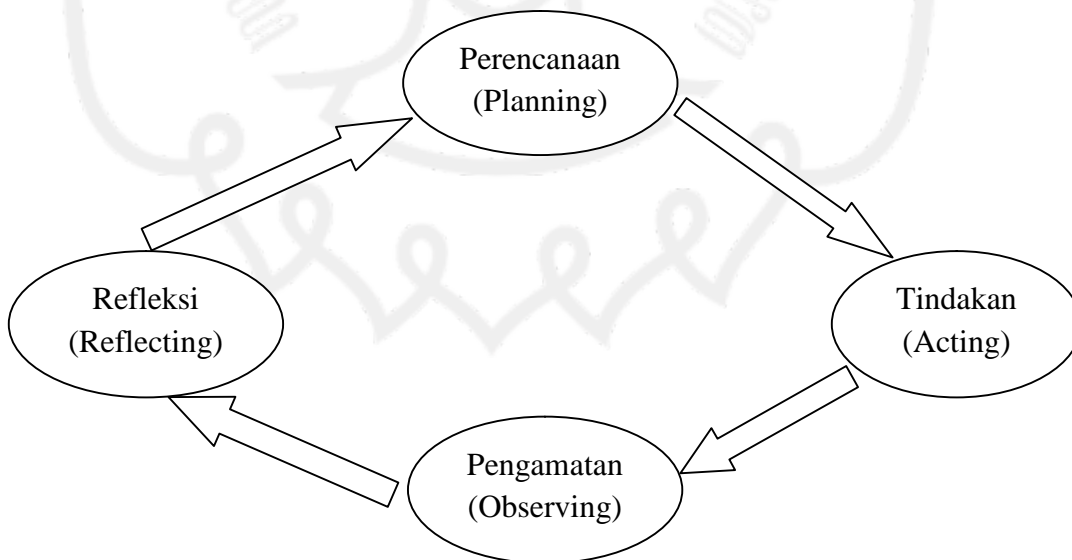 Perencanaan
(Planning)
Refleksi
(Reflecting)
Tindakan
(Acting)
Pengamatan
(Observing)